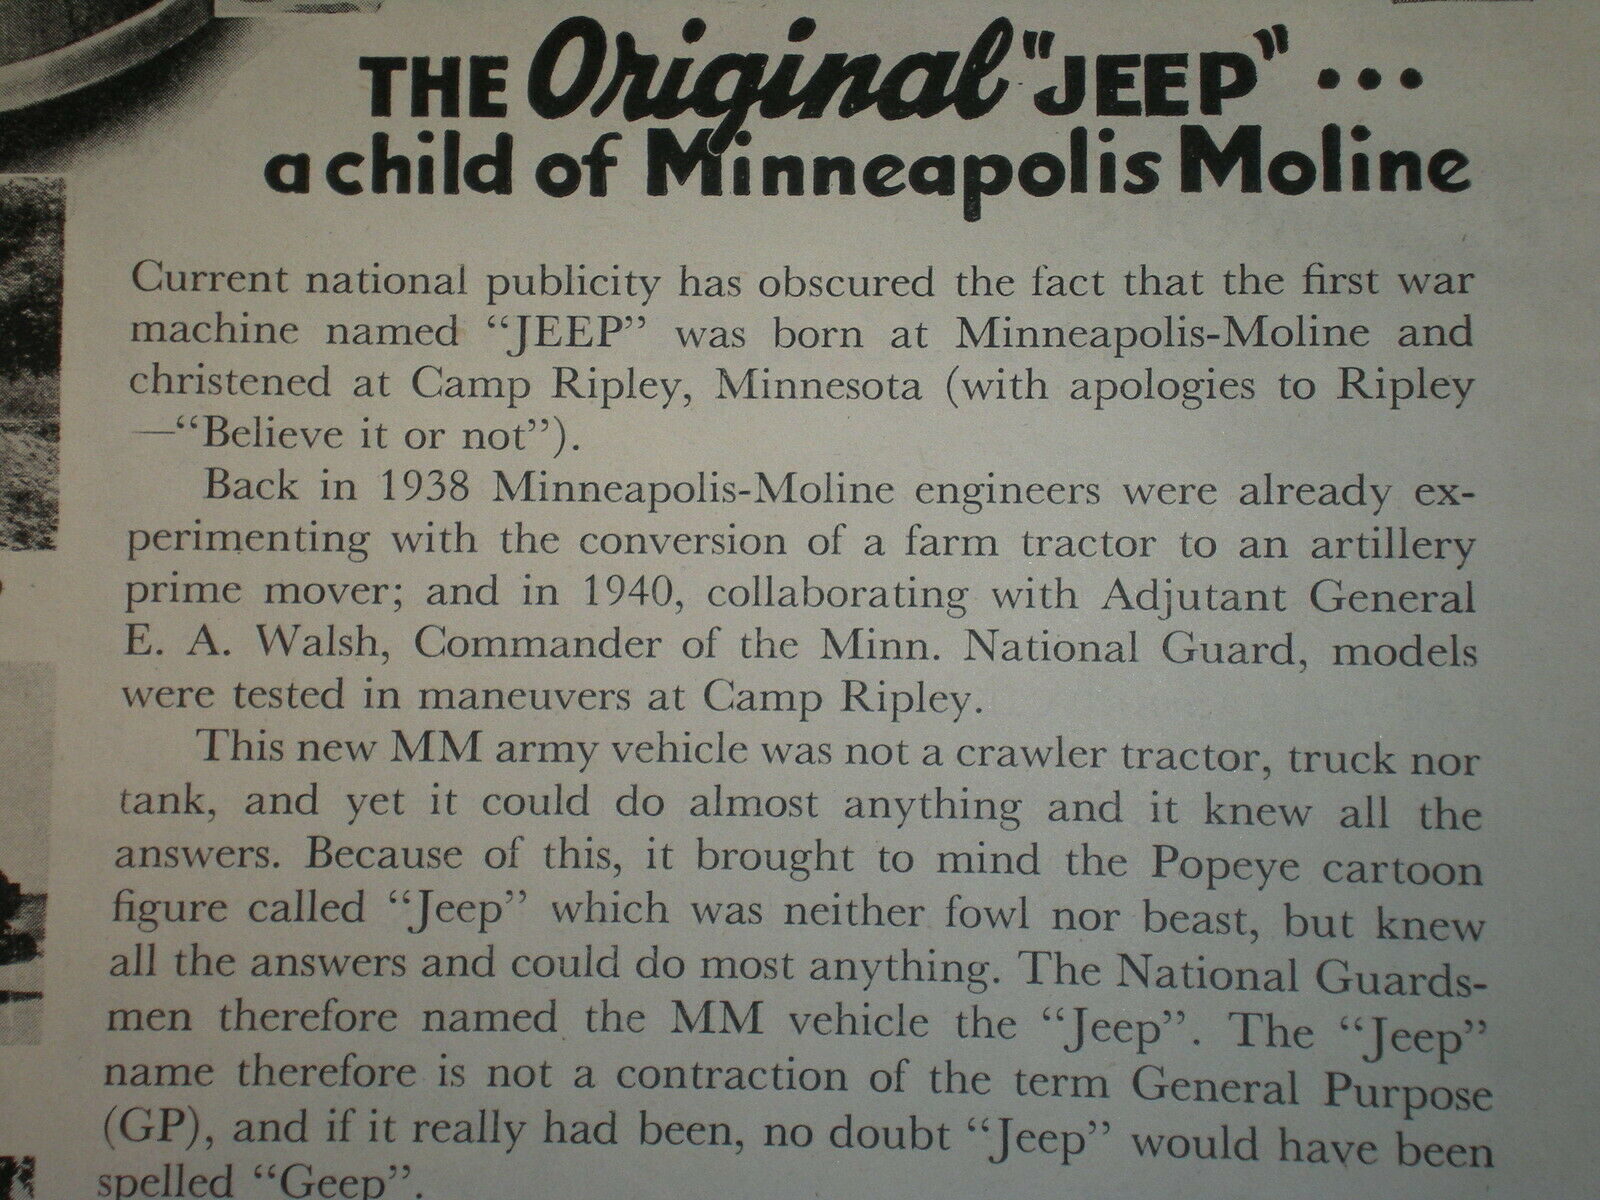 THE Original "JEEP" ...
a child of Minneapolis Moline
Current national publicity has obscured the fact that the first war
machine named "JEEP" was born at Minneapolis-Moline and
christened at Camp Ripley, Minnesota (with apologies to Ripley
—"Believe it or not").
Back in 1938 Minneapolis-Moline engineers were already ex-
perimenting with the conversion of a farm tractor to an artillery
prime mover; and in 1940, collaborating with Adjutant General
E. A. Walsh, Commander of the Minn. National Guard, models
were tested in maneuvers at Camp Ripley.
This new MM army vehicle was not a crawler tractor, truck nor
tank, and yet it could do almost anything and it knew all the
answers. Because of this, it brought to mind the Popeye cartoon
figure called "Jeep" which was neither fowl nor beast, but knew
all the answers and could do most anything. The National Guards-
men therefore named the MM vehicle the "Jeep". The "Jeep"
name therefore is not a contraction of the term General Purpose
(GP), and if it really had been, no doubt "Jeep" would have been
spelled "Geep".